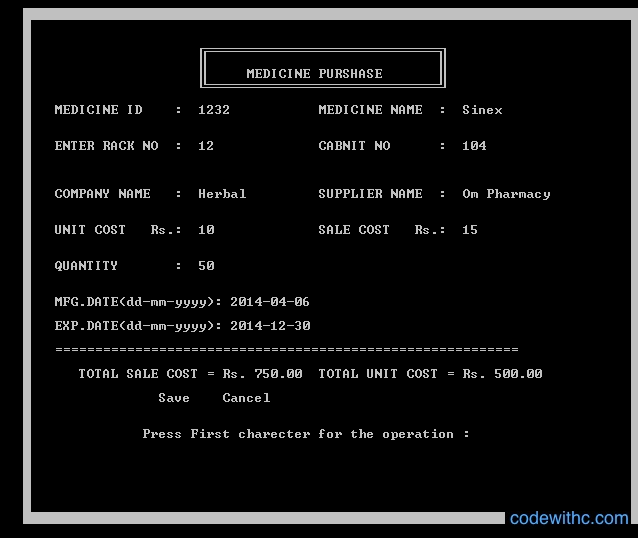 MEDICINE PURSHASE
MEDICINE ID : 1232 MEDICINE NAME : Sinex
ENTER RACK NO : 12 CABNIT NO : 104
COMPANY NAME : Herbal SUPPLIER NAME : Om Pharmacy
UNIT COST Rs.: 10 SALE COST Rs.: 15
QUANTITY : 50
MFG.DATE(dd-mm-yyyy): 2014-04-06
EXP.DATE(dd-mm-yyyy): 2014-12-30
==========================================================
TOTAL SALE COST = Rs. 750.00 TOTAL UNIT COST = Rs. 500.00
Save Cancel
Press First charecter for the operation :
codewithc.com